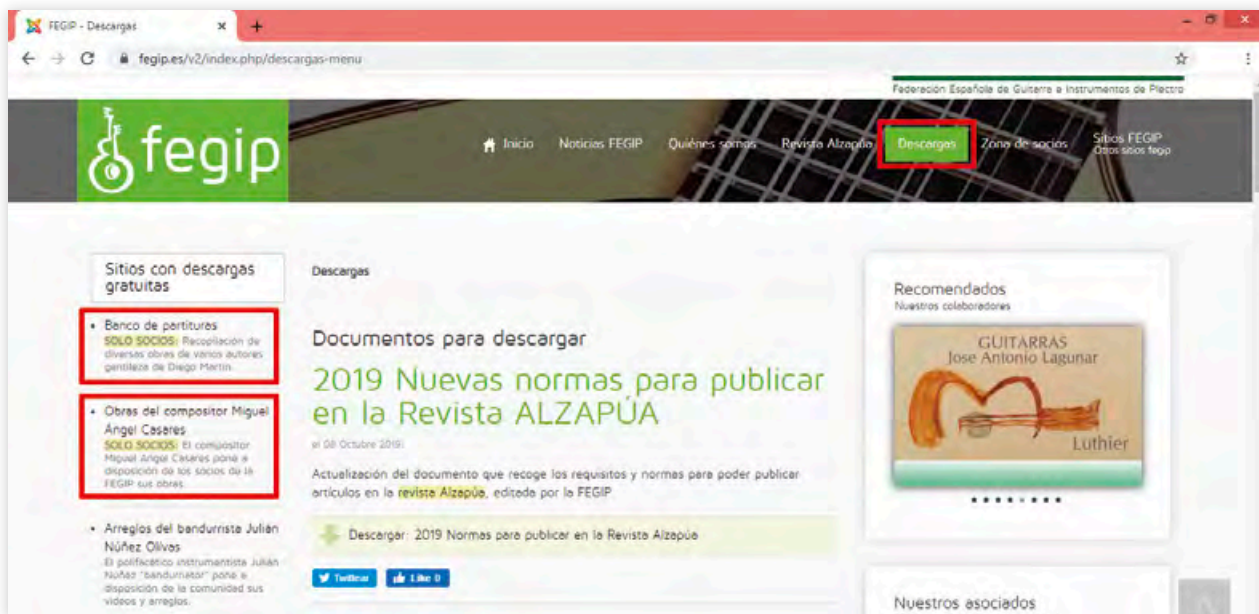 FEGIP - Descargas
fegip.es/v2/index.php/descargas-menu
Federación Española de Guitarra e Instrumentos de Plectro
fegip
Inicio
Noticias FEGIP
Quiénes somos
Revista Alzapúa
Descargas
Zona de socios
Sitios FEGIP
Otros sitios fegip
Sitios con descargas
gratuitas
Banco de partituras
SOLO SOCIOS: Recopilación de
diversas obras de varios autores
gentileza de Diego Martín.
Obras del compositor Miguel
Angel Casares
SOLO SOCIOS: El compositor
Miguel Angel Casares pone a
disposición de los socios de la
FEGIP sus obras.
Arreglos del bandurrista Julián
Núñez Olivas
El polifacético instrumentista Julián
Núñez "bandurnator" pone a
disposición de la comunidad sus
videos y arreglos.
Descargas
Documentos para descargar
2019 Nuevas normas para publicar
en la Revista ALZAPÚA
el 08 Octubre 2019.
Actualización del documento que recoge los requisitos y normas para poder publicar
artículos en la revista Alzapúa, editada por la FEGIP
Descargar: 2019 Normas para publicar en la Revista Alzapúa
Twittear
Like 0
Recomendados
Nuestros colaboradores
GUITARRAS
Jose Antonio Lagunar
Luthier
Nuestros asociados